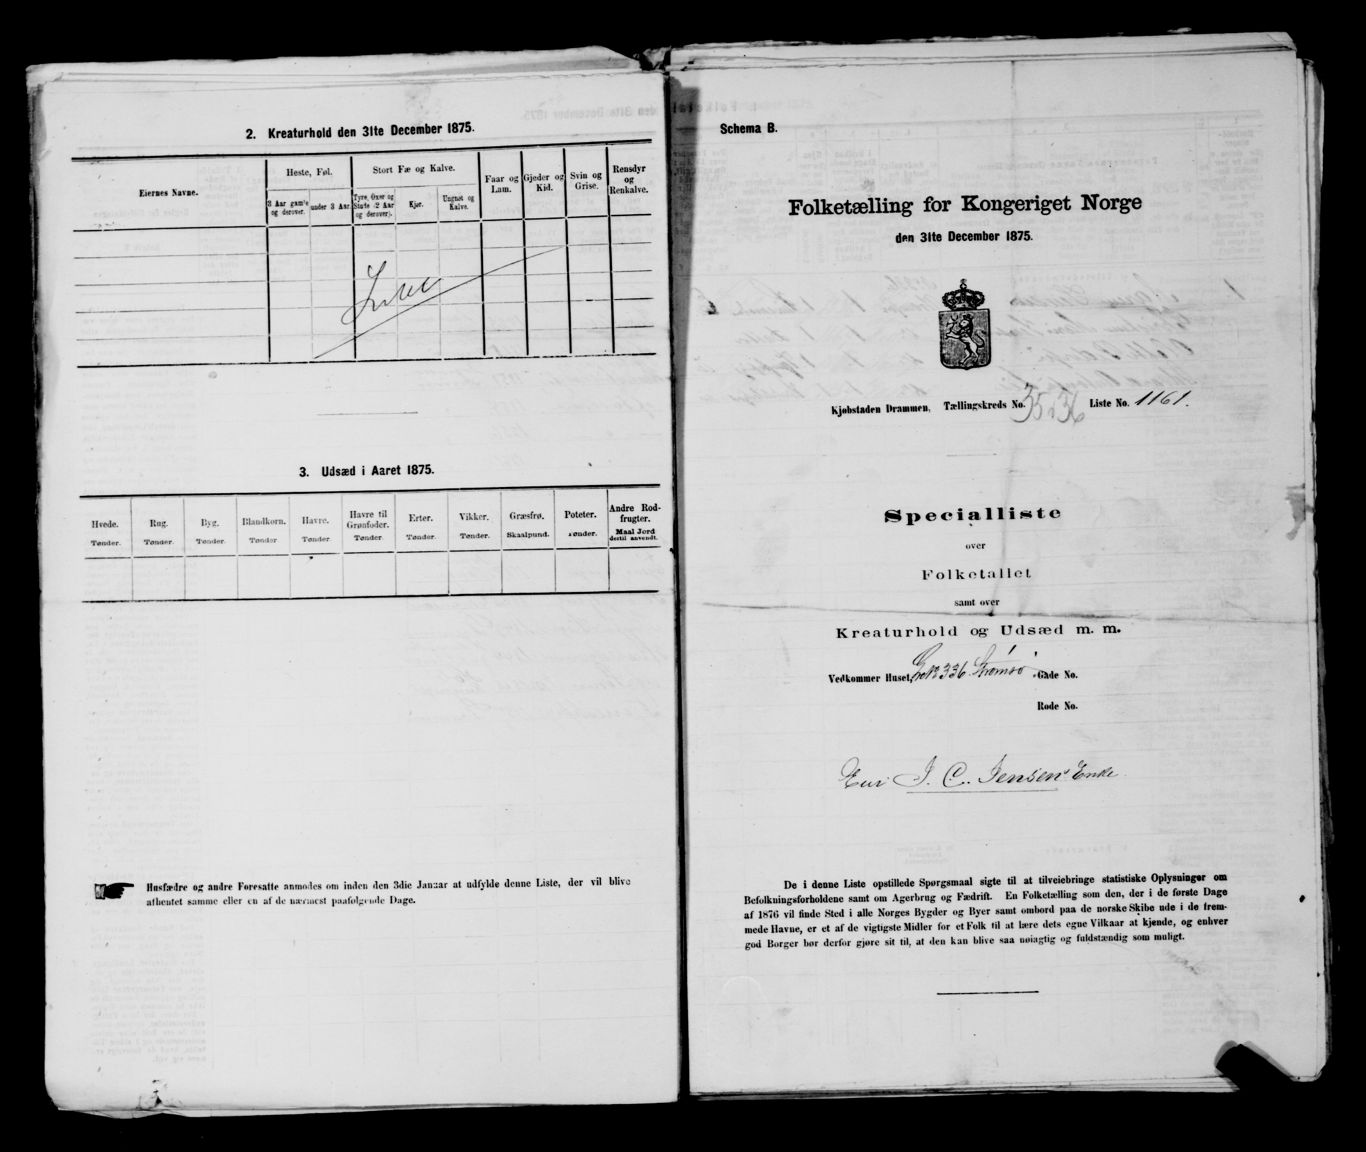 2. Kreaturhold den 31te December 1875.
Eiernes Navne.
Heste, Føl.
Stort Fæ og Kalve.
Faar og Lam.
Gjeder og Kid.
Svin og Grise.
Rensdyr og Renkalve.
3 Aar gamle og derover.
under 3 Aar.
Tyre, Oxer og Stude (2 Aar og derover).
Kjør.
Ungnøt og Kalve.
3. Udsæd i Aaret 1875.
Hvede. Rug. Byg. Blandkorn. Havre. Havre til Grønfoder. Erter. Vikker. Græsfrø. Poteter. Andre Rodfrugter.
Tønder. Tønder. Tønder. Tønder Tønder. Tønder. Tønder. Tønder. Skaalpund. Tønder. Maal Jord dertil anvendt.
Husfædre og andre Foresatte anmodes om inden den 3die Januar at udfylde denne Liste, der vil blive
afhentet samme eller en af de nærmest paafølgende Dage.
Schema B.
Folketælling for Kongeriget Norge
den 31te December 1875.
Kjøbstaden Drammen, Tællingskreds No. 35 36 Liste No. 1161.
Specialliste
over
Folketallet
samt over
Kreaturhold og Udsæd m. m.
Vedkommer Huset, 336 Strømsø Gade No.
Rode No.
Eier J. C. Jensens Enke
De i denne Liste opstillede Spørgsmaal sigte til at tilveiebringe statistiske Oplysninger om
Befolkningsforholdene samt om Agerbrug og Fædrift. En Folketælling som den, der i de første Dage
af 1876 vil finde Sted i alle Norges Bygder og Byer samt ombord paa de norske Skibe ude i de frem-
mede Havne, er et af de vigtigste Midler for et Folk til at lære dets egne Vilkaar at kjende, og enhver
god Borger bør derfor gjøre sit til, at den kan blive saa nøiagtig og fuldstændig som muligt.